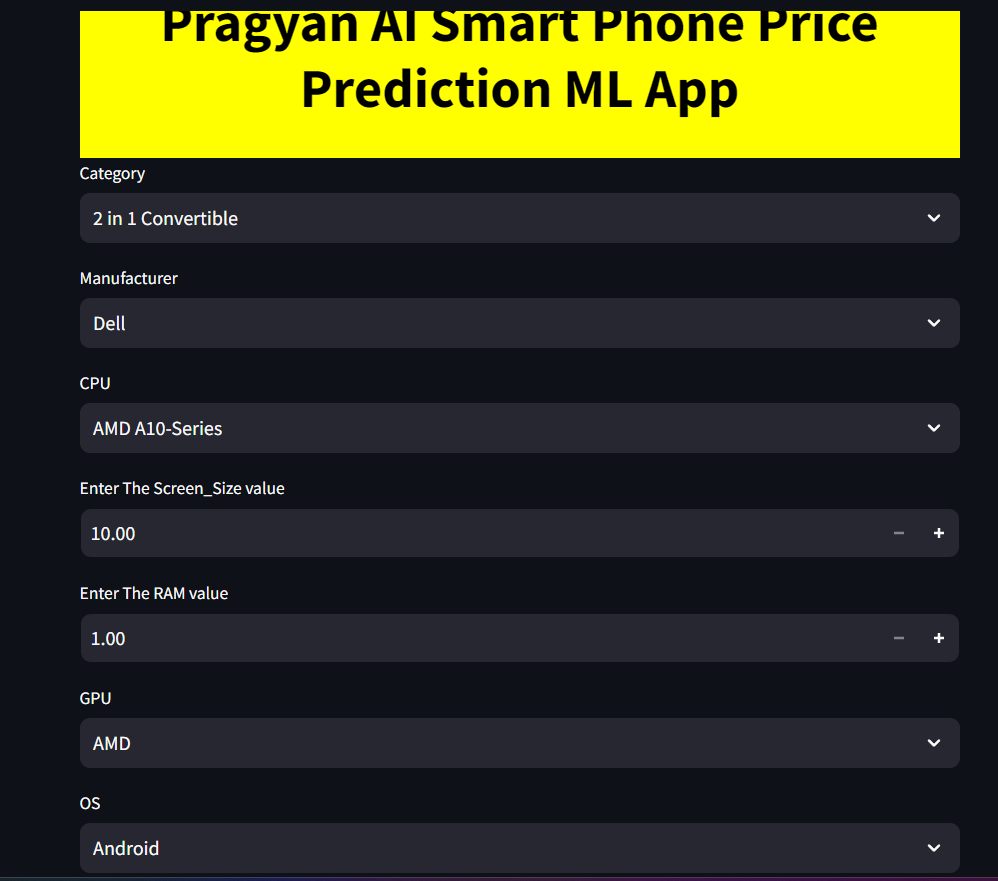 Pragyan AI Smart Phone Price
Prediction ML App
Category
2 in 1 Convertible
Manufacturer
Dell
CPU
AMD A10-Series
Enter The Screen_Size value
10.00
Enter The RAM value
1.00
GPU
AMD
OS
Android